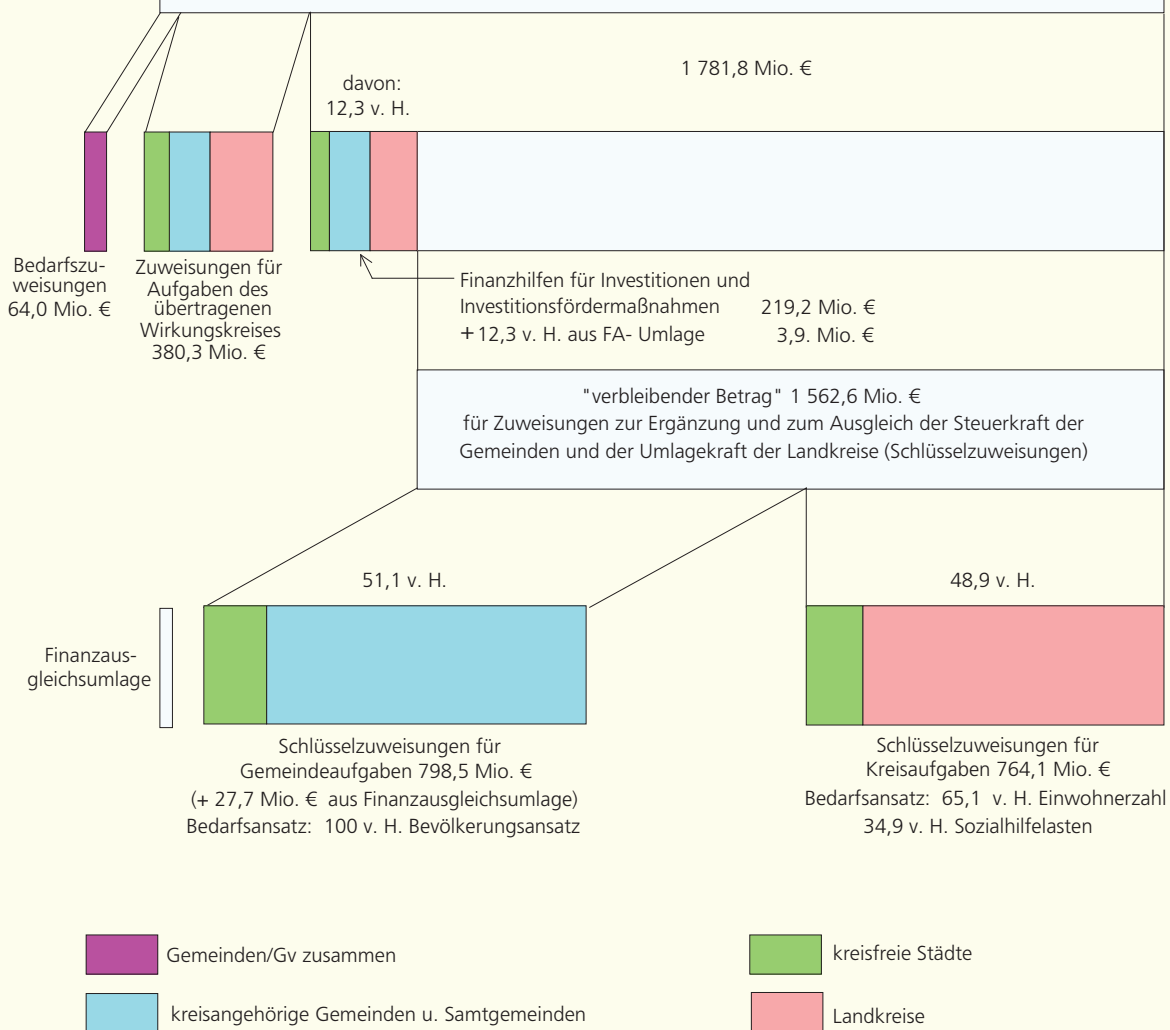 1 781,8 Mio. €
davon:
12,3 v. H.
Bedarfszu-
weisungen
64,0 Mio. €
Zuweisungen für
Aufgaben des
übertragenen
Wirkungskreises
380,3 Mio. €
Finanzhilfen für Investitionen und
Investitionsfördermaßnahmen 219,2 Mio. €
+12,3 v. H. aus FA- Umlage 3,9. Mio. €
"verbleibender Betrag" 1 562,6 Mio. €
für Zuweisungen zur Ergänzung und zum Ausgleich der Steuerkraft der
Gemeinden und der Umlagekraft der Landkreise (Schlüsselzuweisungen)
51,1 v. H.
48,9 v. H.
Finanzaus-
gleichsumlage
Schlüsselzuweisungen für
Gemeindeaufgaben 798,5 Mio. €
(+ 27,7 Mio. € aus Finanzausgleichsumlage)
Bedarfsansatz: 100 v. H. Bevölkerungsansatz
Schlüsselzuweisungen für
Kreisaufgaben 764,1 Mio. €
Bedarfsansatz: 65,1 v. H. Einwohnerzahl
34,9 v. H. Sozialhilfelasten
Gemeinden/Gv zusammen
kreisfreie Städte
kreisangehörige Gemeinden u. Samtgemeinden
Landkreise